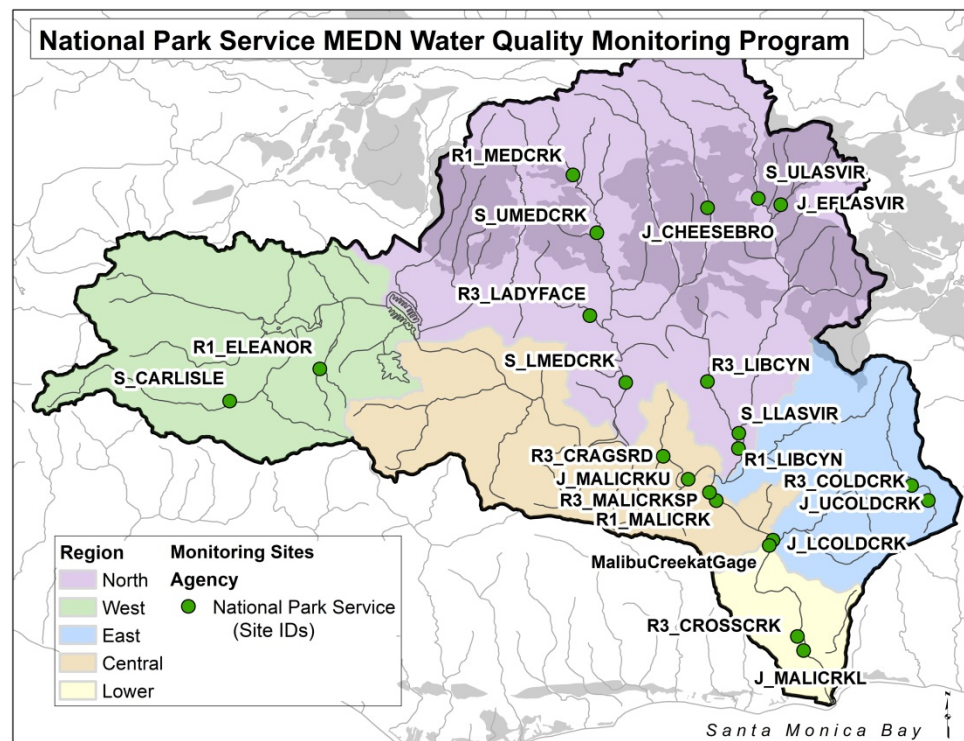 National Park Service MEDN Water Quality Monitoring Program
R1_MEDCRK
S_ULASVIR
J_EFLASVIR
S_UMEDCRK
J_CHEESEBRO
R3_LADYFACE
R1_ELEANOR
S_LMEDCRK
R3_LIBCYN
S_CARLISLE
S_LLASVIR
R3_CRAGSRD
R1_LIBCYN
J_MALICRKU
R3_COLDCRK
R3_MALICRKSP
J_UCOLDCRK
R1_MALICRK
J_LCOLDCRK
MalibuCreekatGage
R3_CROSSCRK
J_MALICRKL
Region
North
West
East
Central
Lower
Monitoring Sites
Agency
National Park Service
(Site IDs)
Santa Monica Bay